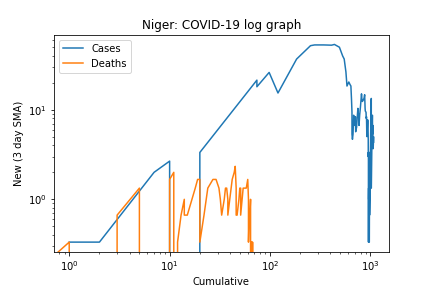 Niger: COVID-19 log graph
Cases
Deaths
New (3 day SMA)
10¹
10⁰
10⁰ 10¹ 10² 10³
Cumulative